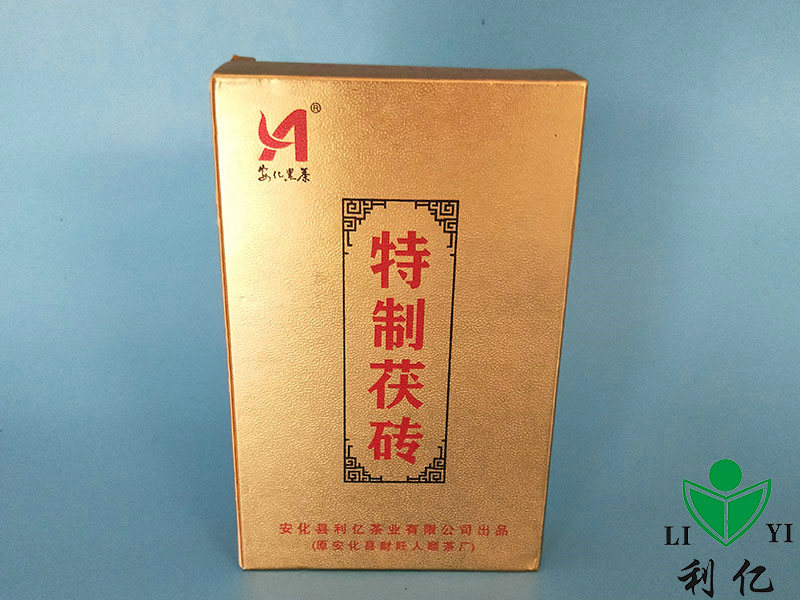 ®
安化黑茶
特制茯砖
安化县利亿茶业有限公司出品
(原安化县财旺人顺茶厂)
LI YI
利亿